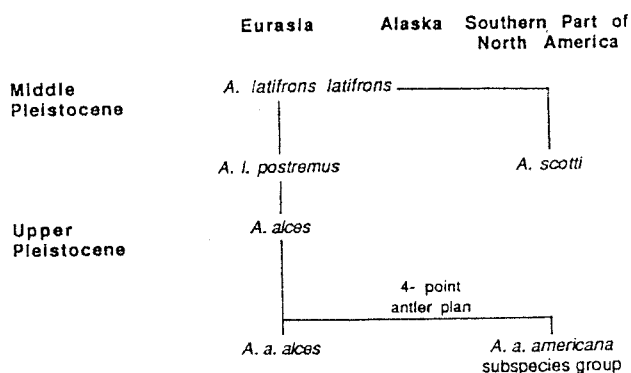 Eurasia Alaska Southern Part of
North America
Middle
Pleistocene
A. latifrons latifrons
A. l. postremus A. scotti
Upper
Pleistocene
A. alces
4- point
antler plan
A. a. alces A. a. americana
subspecies group